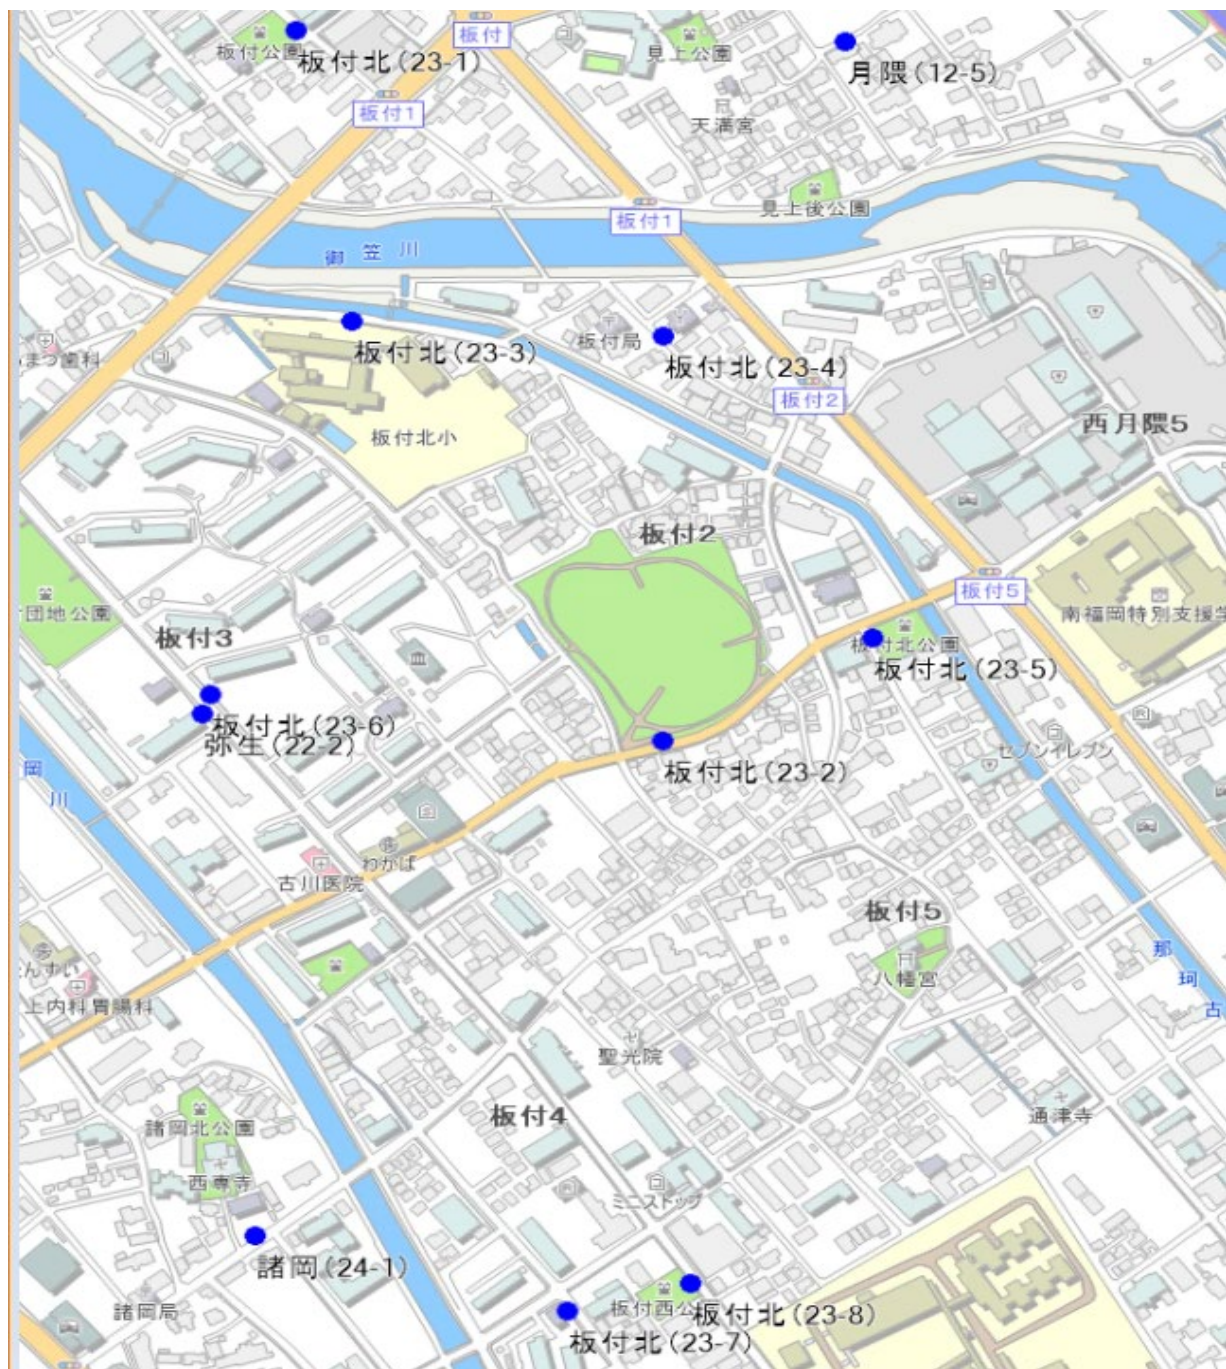 板付
板付公園
板付北(23-1)
見上公園
月隈(12-5)
板付1
天満宮
見上後公園
板付1
御笠川
板付局
板付北(23-3)
板付北(23-4)
板付2
西月隈5
板付北小
板付2
板付5
南福岡特別支援学
団地公園
板付3
板付北公園
板付北(23-5)
板付北(23-6)
弥生(22-2)
セブンイレブン
板付北(23-2)
岡川
わかば
古川医院
板付5
那珂古
八幡宮
上内科胃腸科
聖光院
板付4
通津寺
諸岡北公園
西専寺
ミニストップ
諸岡(24-1)
諸岡局
板付西公
板付北(23-8)
板付北(23-7)